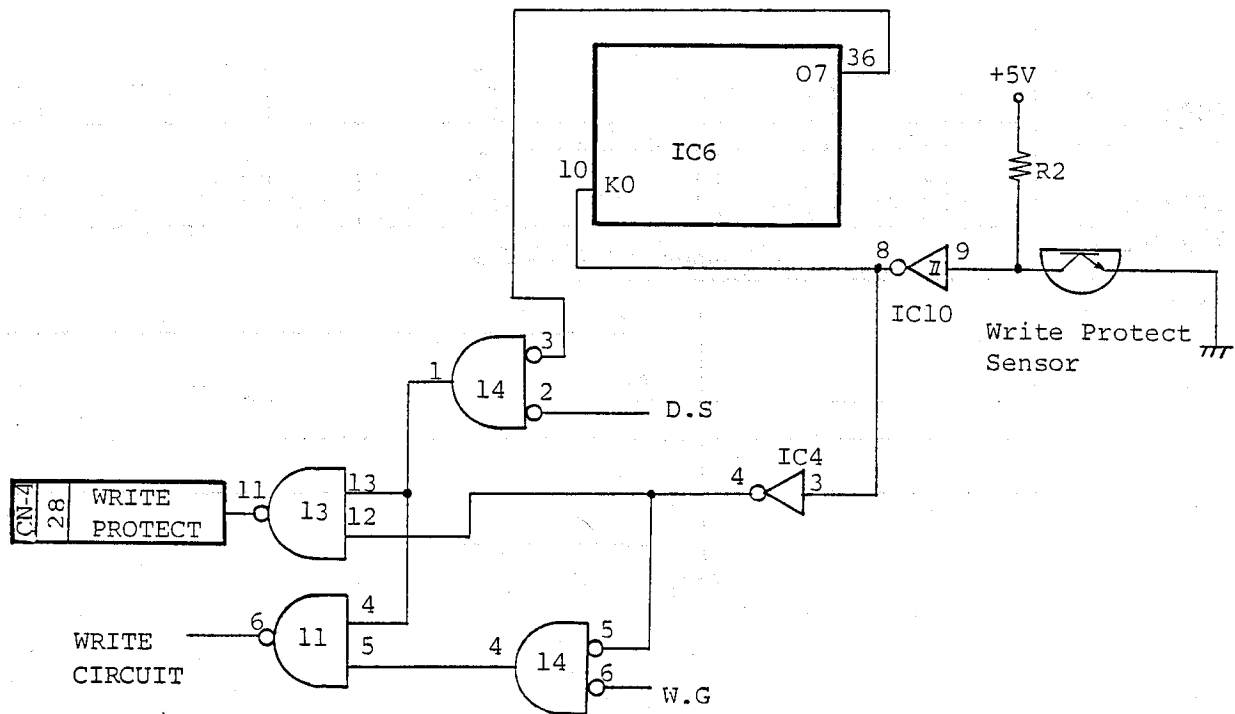 36
O7
+5V
IC6
R2
10
KO
8
9
IC10
Write Protect
Sensor
3
1
14
2
D.S
IC4
4
3
CN-4
28
WRITE
PROTECT
11
13
13
12
4
6
11
5
WRITE
CIRCUIT
4
14
5
6
W.G